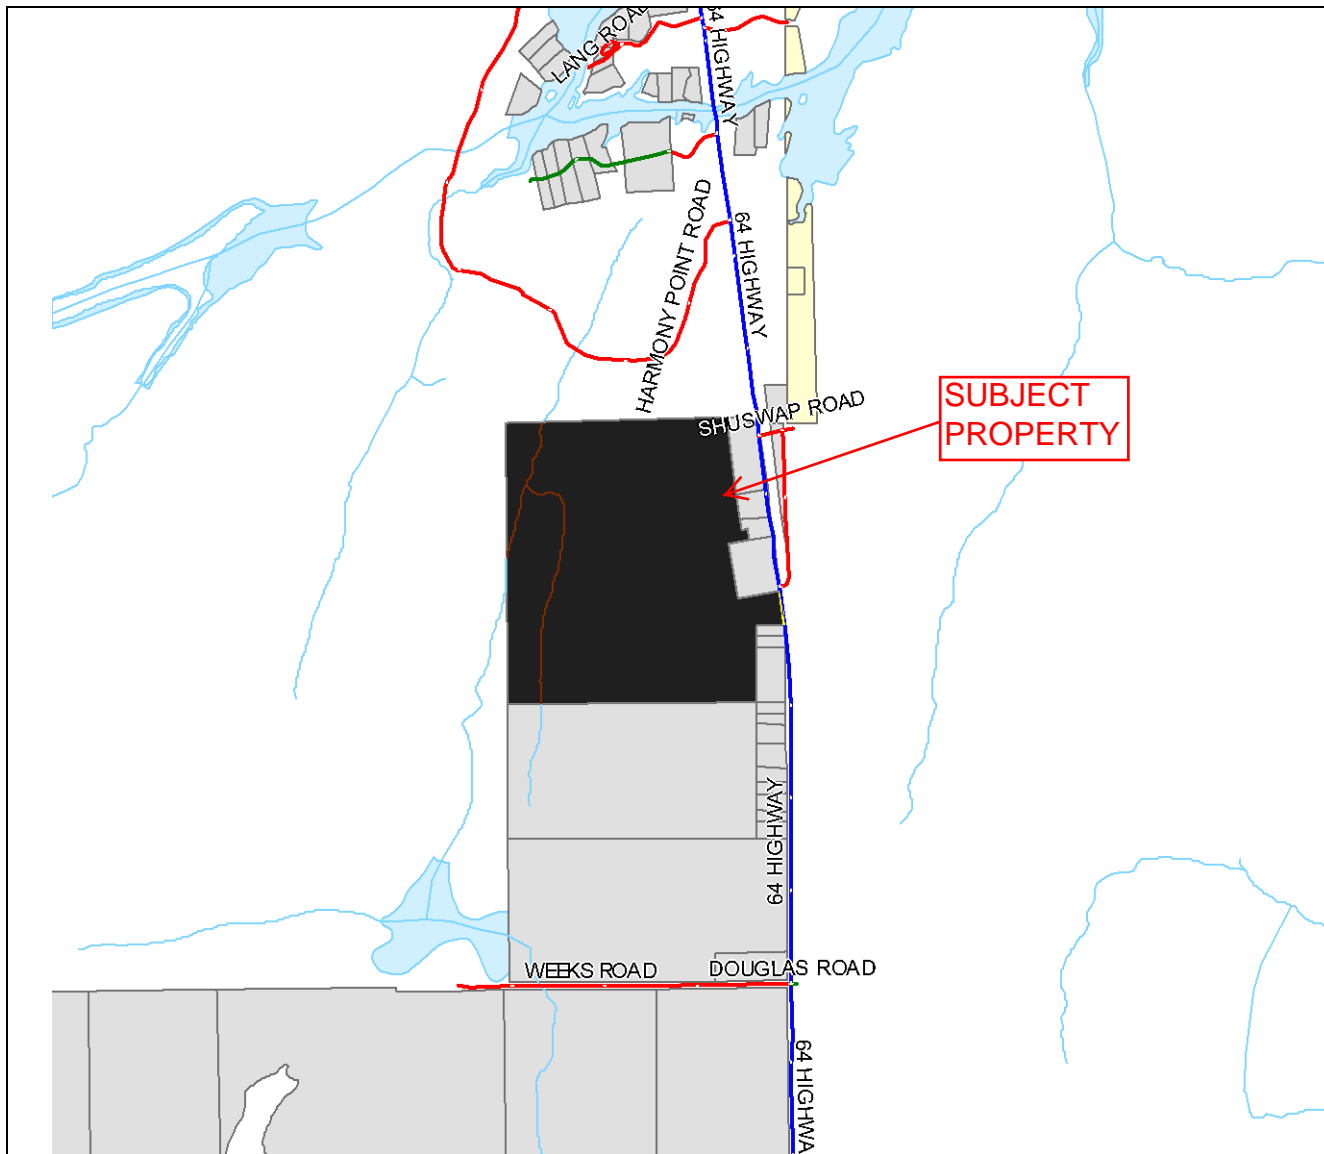 LANG ROAD
64 HIGHWAY
HARMONY POINT ROAD
64 HIGHWAY
SHUSWAP ROAD
SUBJECT
PROPERTY
64 HIGHWAY
WEEKS ROAD
DOUGLAS ROAD
64 HIGHWA